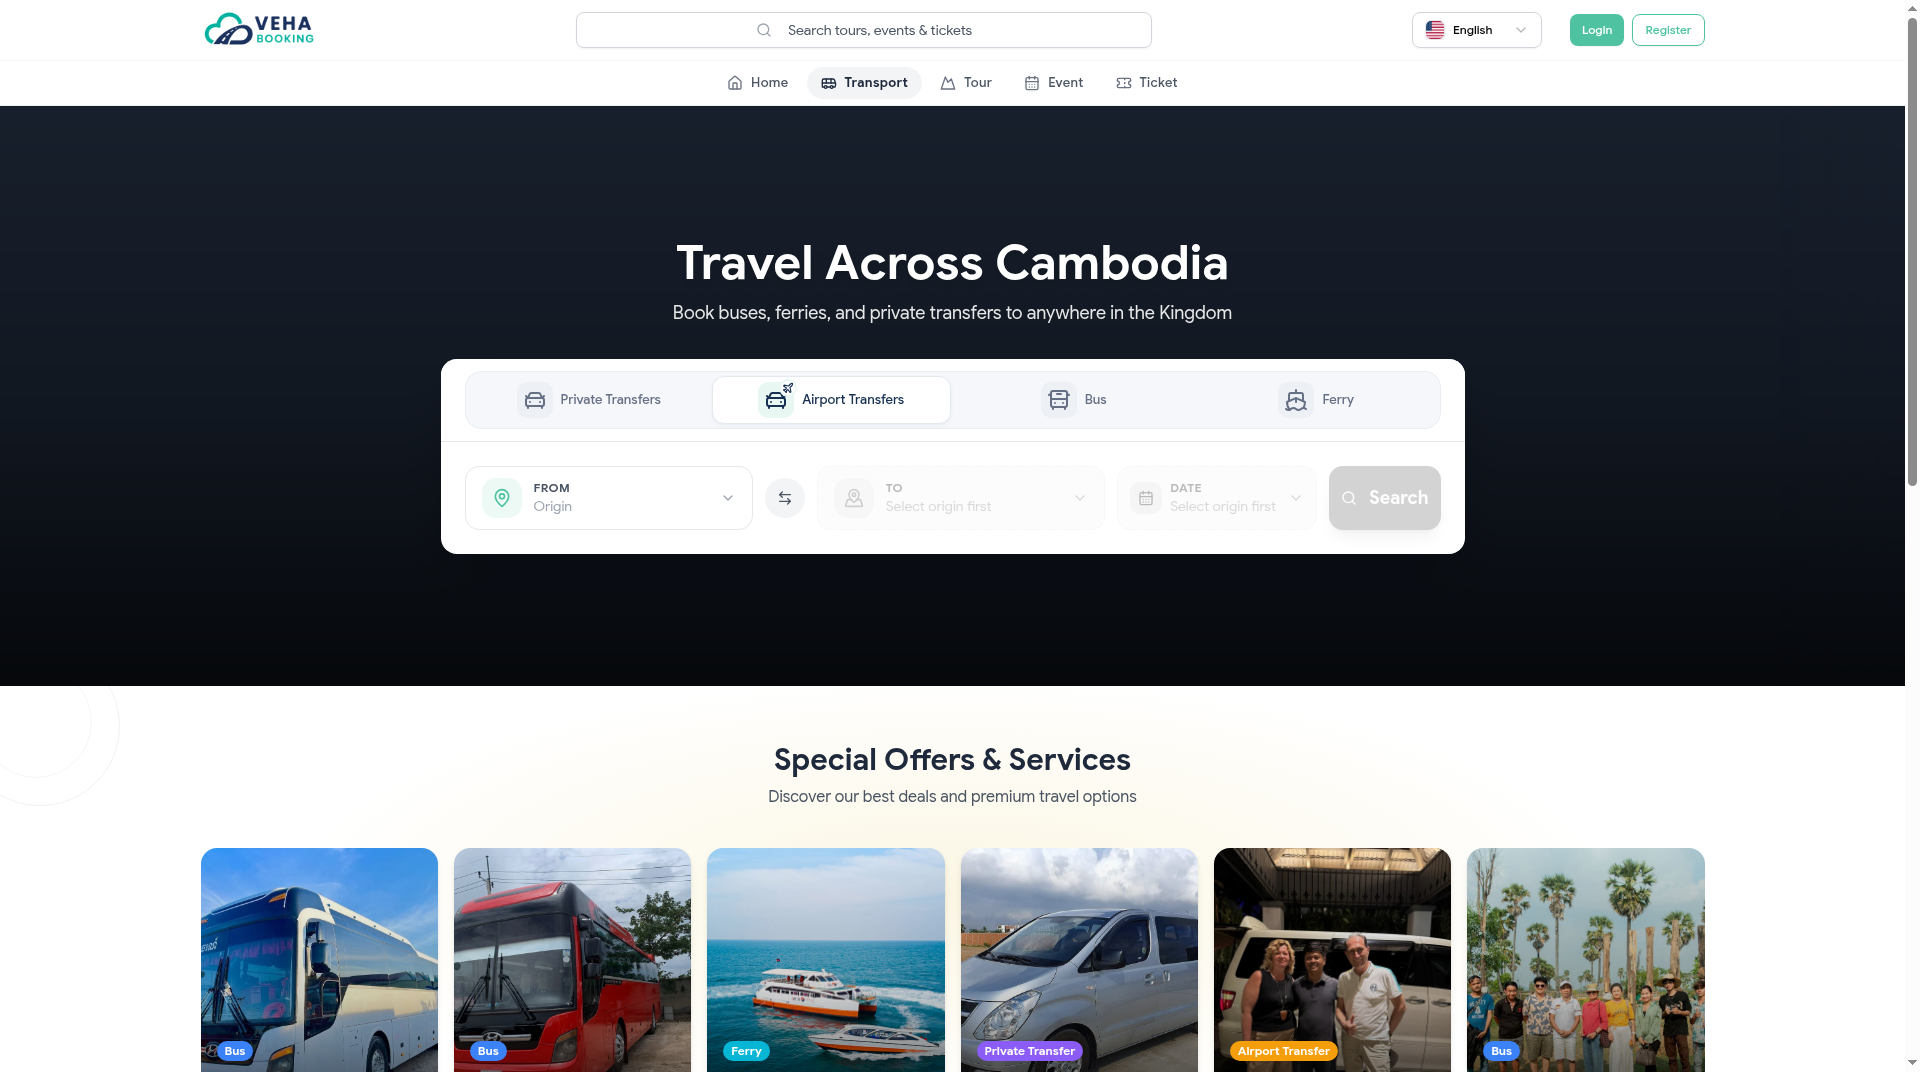 VEHA
BOOKING
Search tours, events & tickets
English
Login
Register
Home
Transport
Tour
Event
Ticket
Travel Across Cambodia
Book buses, ferries, and private transfers to anywhere in the Kingdom
Private Transfers
Airport Transfers
Bus
Ferry
FROM
Origin
TO
Select origin first
DATE
Select origin first
Search
Special Offers & Services
Discover our best deals and premium travel options
Bus
Bus
Ferry
Private Transfer
Airport Transfer
Bus